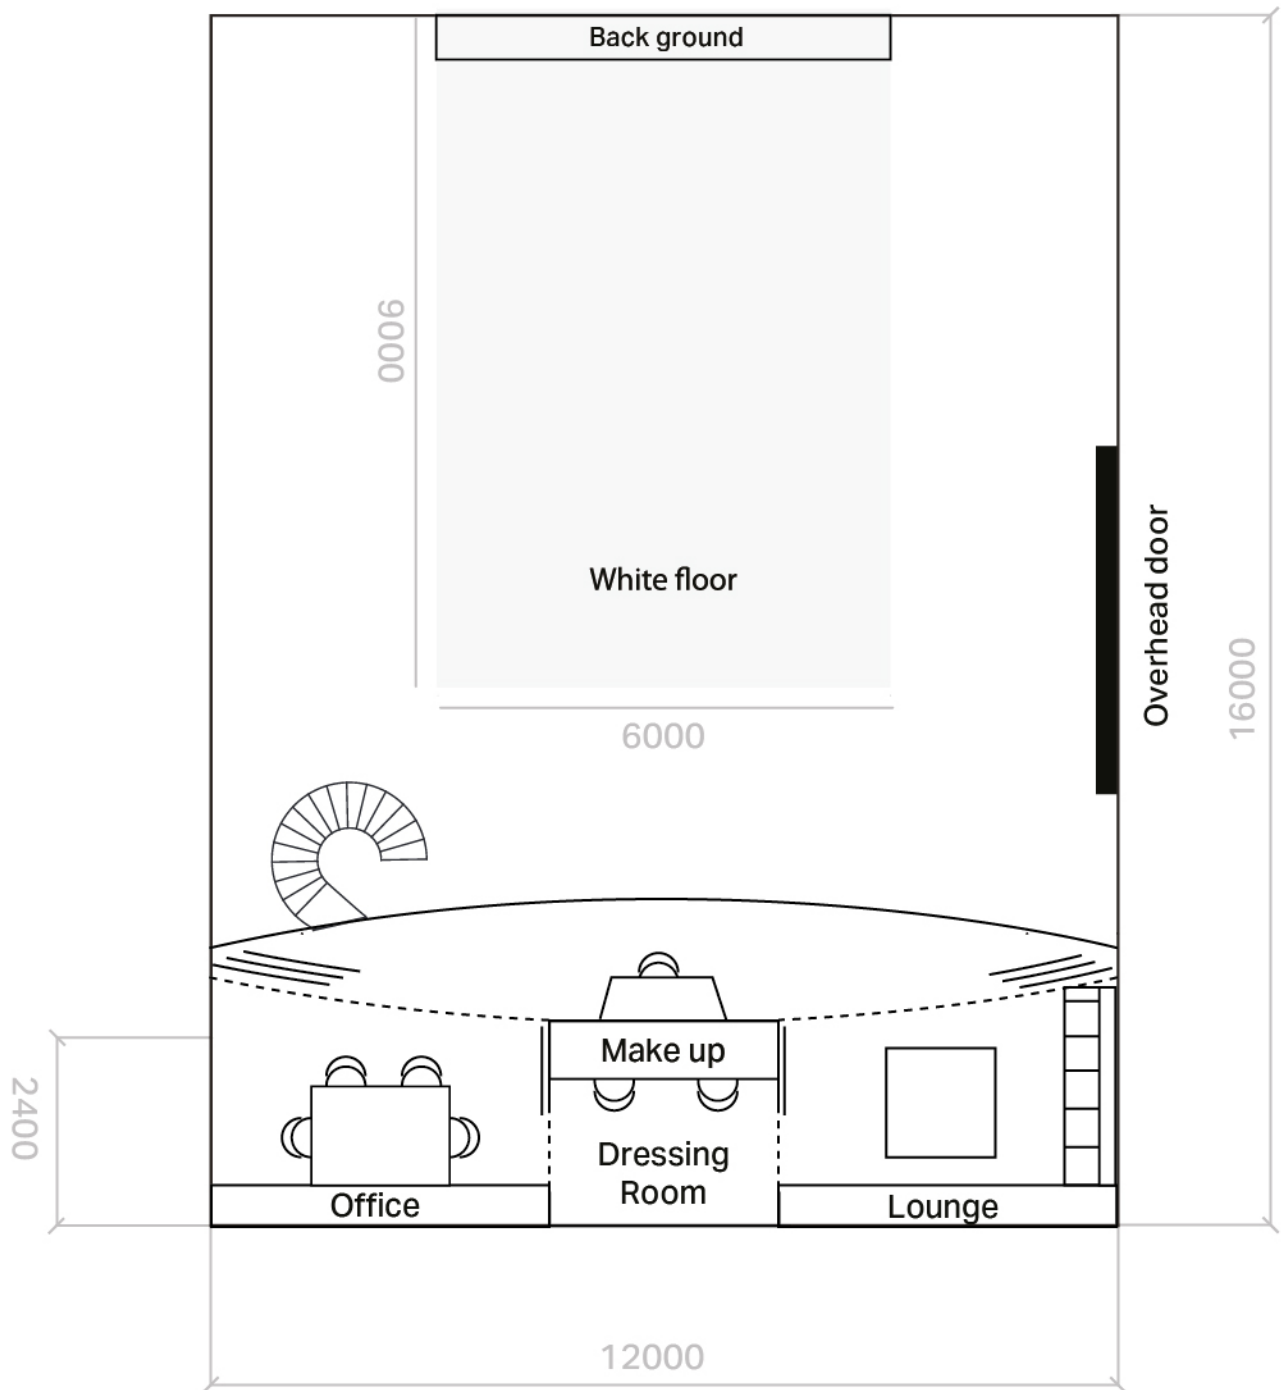 Back ground
9000
White floor
6000
Overhead door
16000
Make up
2400
Dressing
Room
Office
Lounge
12000